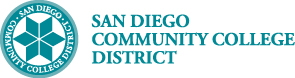 SAN DIEGO
COMMUNITY COLLEGE DISTRICT
SAN DIEGO
COMMUNITY COLLEGE
DISTRICT